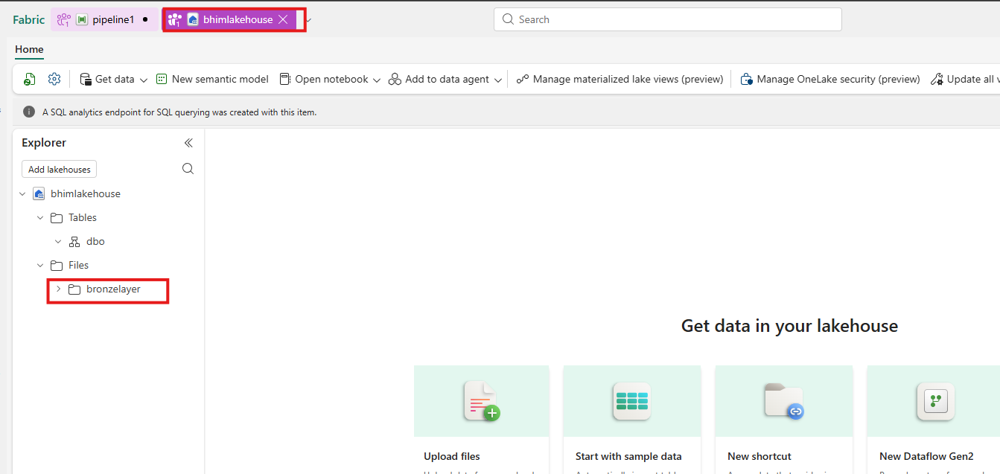 Fabric
1
pipeline1
1
bhimlakehouse
Search
Home
Get data
New semantic model
Open notebook
Add to data agent
Manage materialized lake views (preview)
Manage OneLake security (preview)
Update all
A SQL analytics endpoint for SQL querying was created with this item.
Explorer
Add lakehouses
bhimlakehouse
Tables
dbo
Files
bronzelayer
Get data in your lakehouse
Upload files
Start with sample data
New shortcut
New Dataflow Gen2